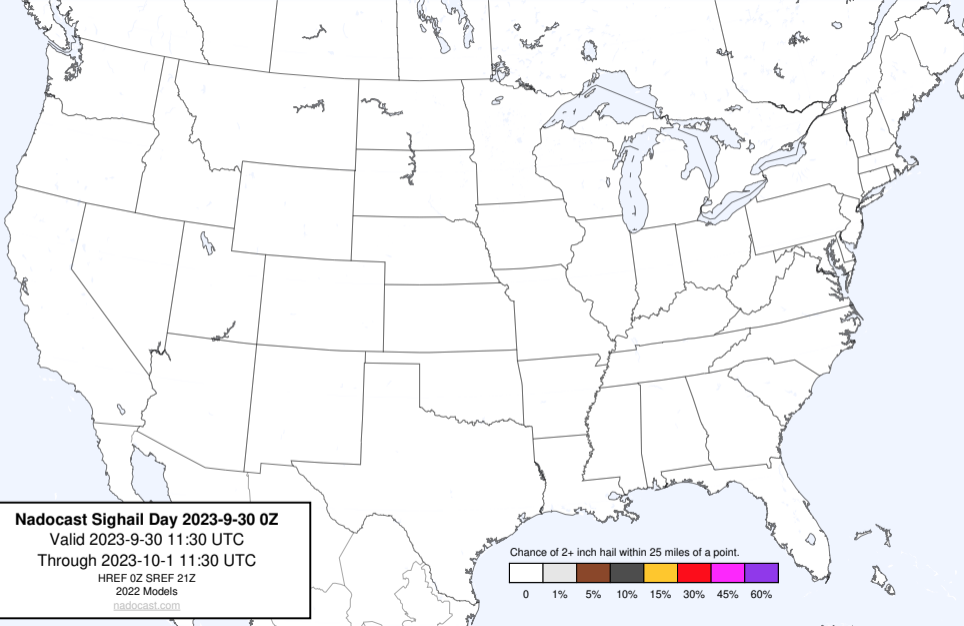 Nadocast Sighail Day 2023-9-30 0Z
Valid 2023-9-30 11:30 UTC
Through 2023-10-1 11:30 UTC
HREF 0Z SREF 21Z
2022 Models
nadocast.com
Chance of 2+ inch hail within 25 miles of a point.
0 1% 5% 10% 15% 30% 45% 60%